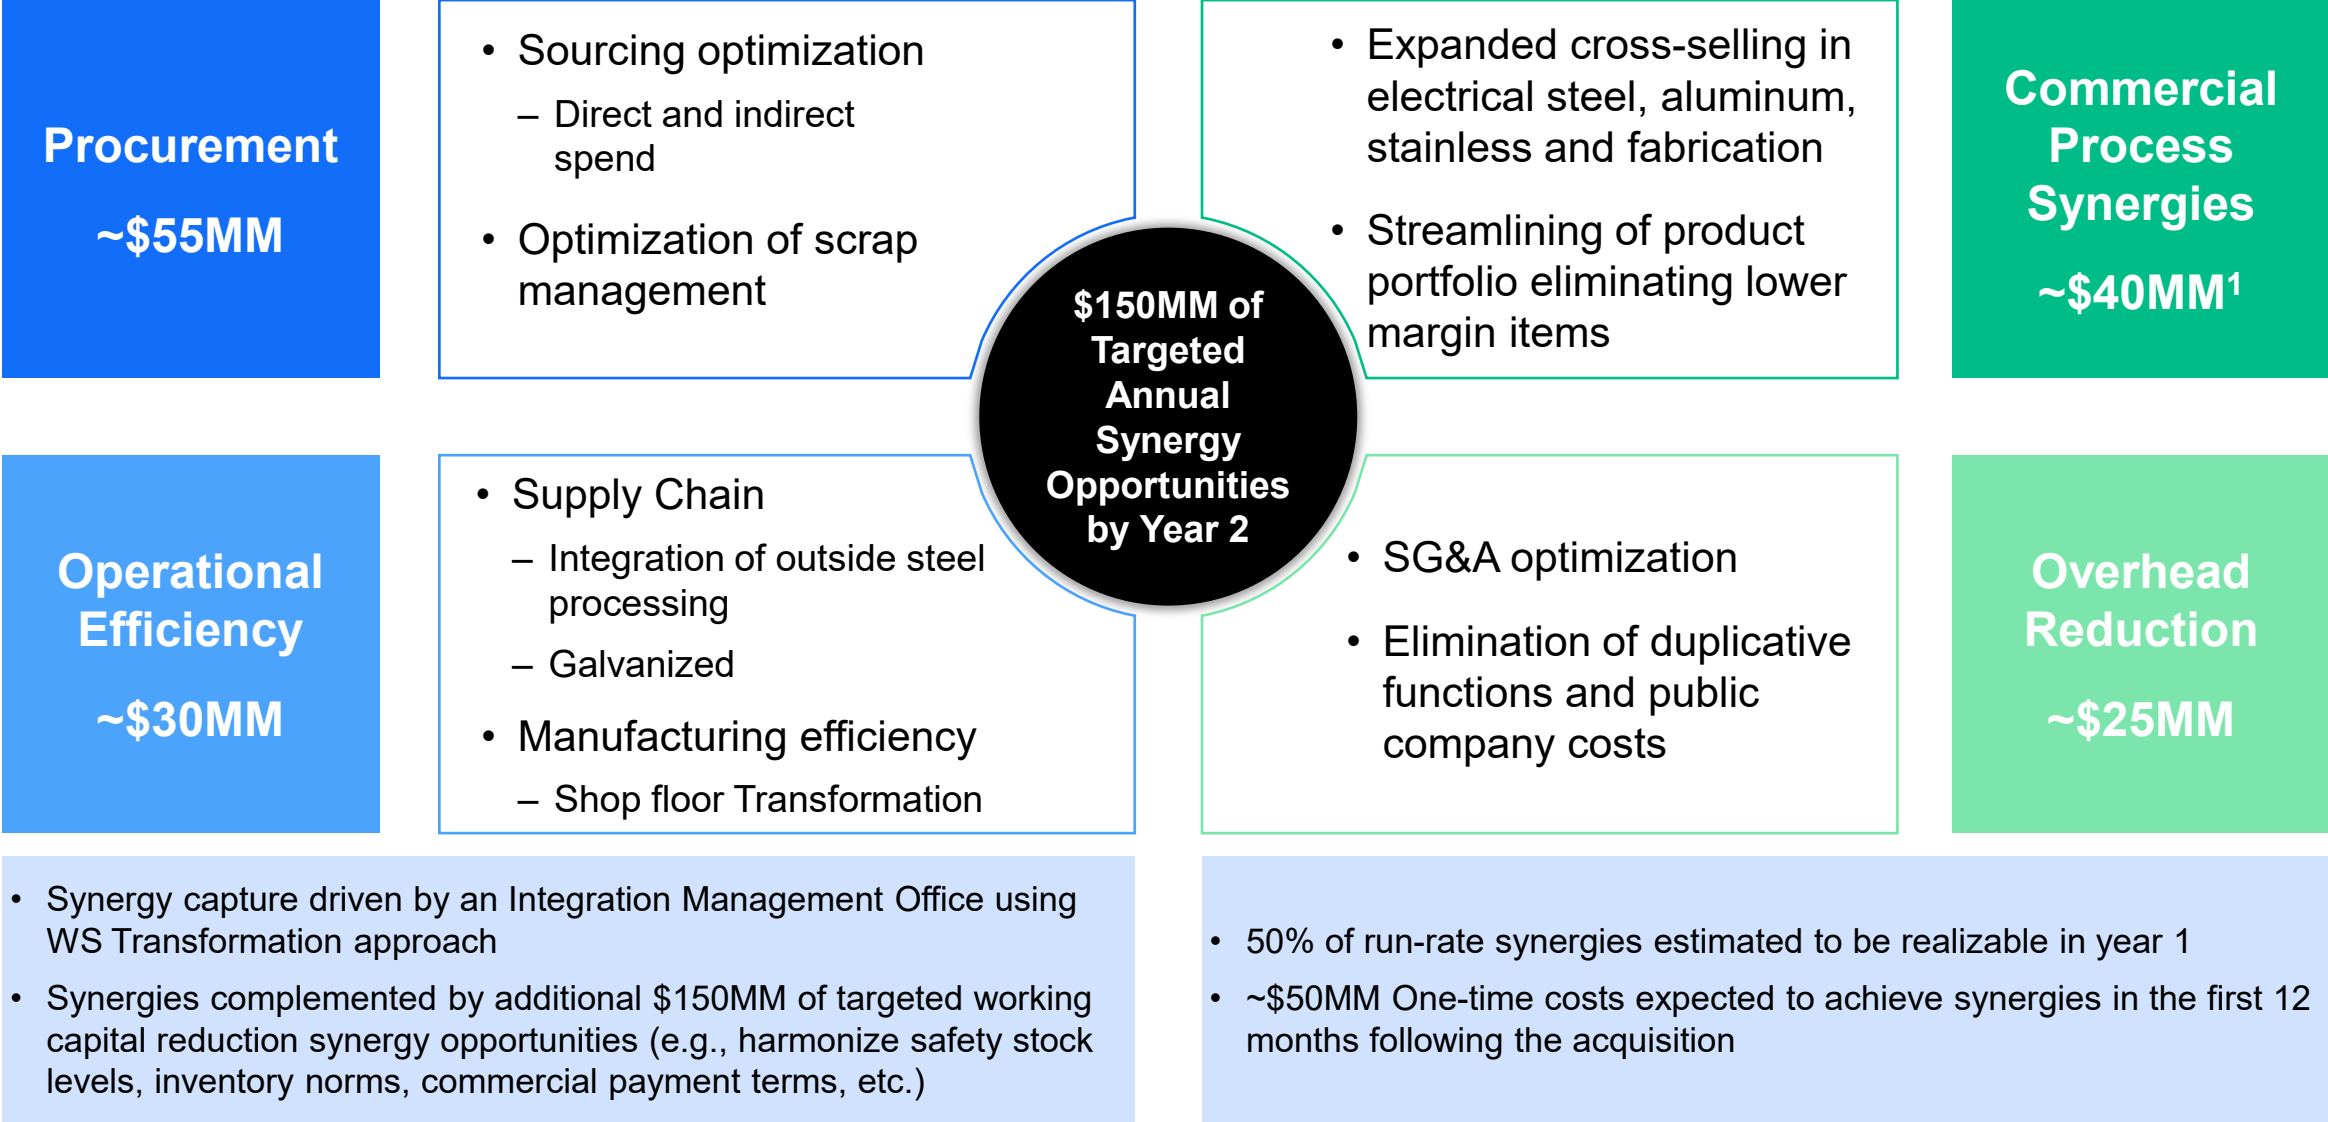 Procurement
~$55MM
• Sourcing optimization
– Direct and indirect
spend
• Optimization of scrap
management
• Expanded cross-selling in
electrical steel, aluminum,
stainless and fabrication
• Streamlining of product
portfolio eliminating lower
margin items
Commercial
Process
Synergies
~$40MM¹
$150MM of
Targeted
Annual
Synergy
Opportunities
by Year 2
Operational
Efficiency
~$30MM
• Supply Chain
– Integration of outside steel
processing
– Galvanized
• Manufacturing efficiency
– Shop floor Transformation
• SG&A optimization
• Elimination of duplicative
functions and public
company costs
Overhead
Reduction
~$25MM
• Synergy capture driven by an Integration Management Office using
WS Transformation approach
• Synergies complemented by additional $150MM of targeted working
capital reduction synergy opportunities (e.g., harmonize safety stock
levels, inventory norms, commercial payment terms, etc.)
• 50% of run-rate synergies estimated to be realizable in year 1
• ~$50MM One-time costs expected to achieve synergies in the first 12
months following the acquisition